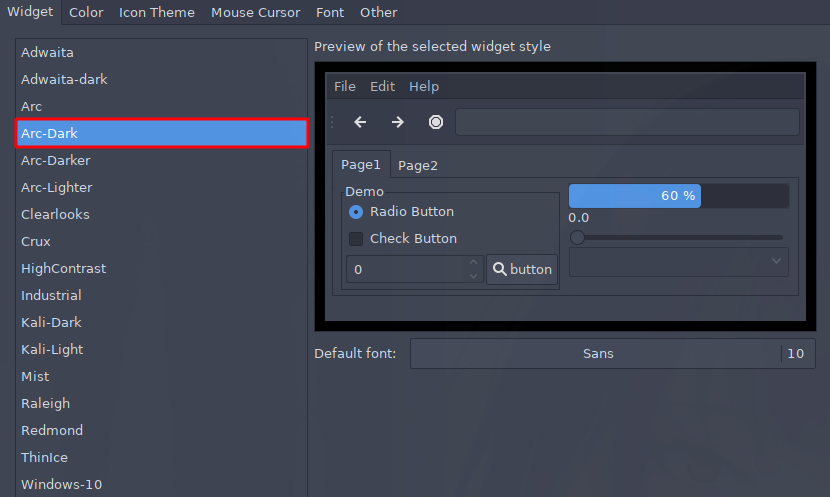 Widget Color Icon Theme Mouse Cursor Font Other
Adwaita
Adwaita-dark
Arc
Arc-Dark
Arc-Darker
Arc-Lighter
Clearlooks
Crux
HighContrast
Industrial
Kali-Dark
Kali-Light
Mist
Raleigh
Redmond
ThinIce
Windows-10
Preview of the selected widget style
File Edit Help
Page1 Page2
Demo
Radio Button
Check Button
0 button
60 %
0.0
Default font: Sans 10